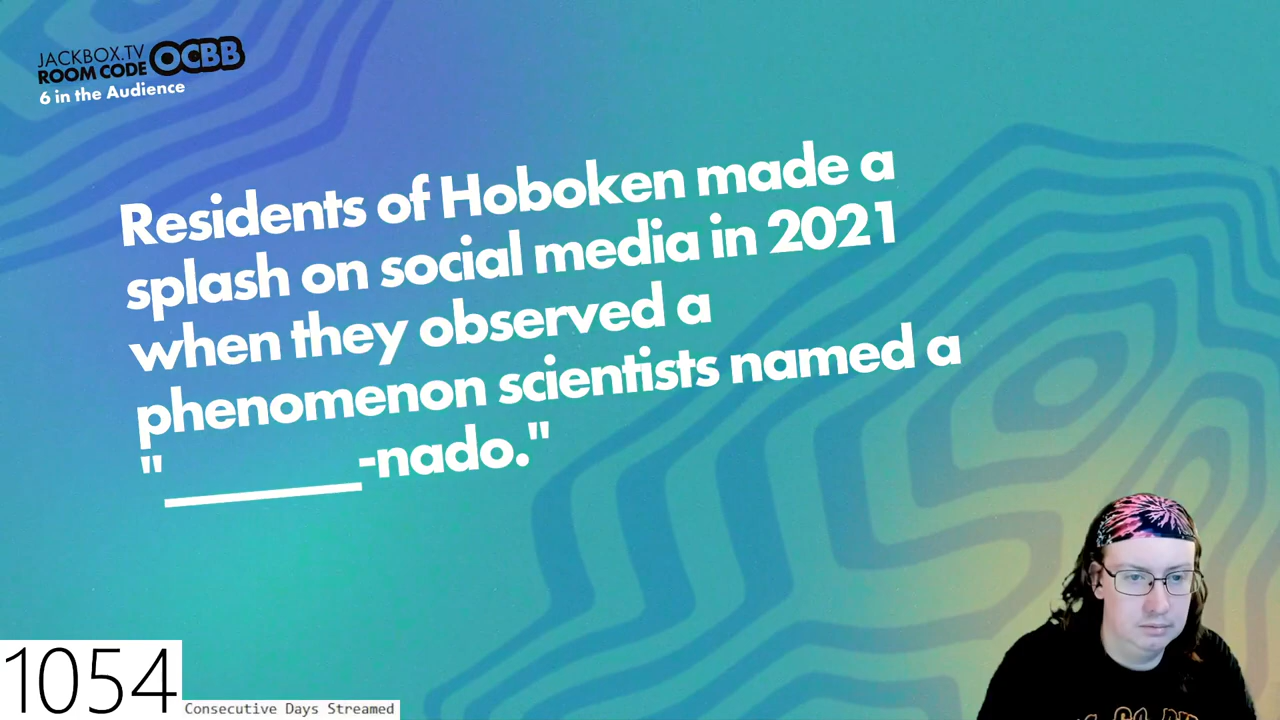 JACKBOX.TV
ROOM CODE OCBB
6 in the Audience
Residents of Hoboken made a
splash on social media in 2021
when they observed a
phenomenon scientists named a
"______-nado."
1054
Consecutive Days Streamed